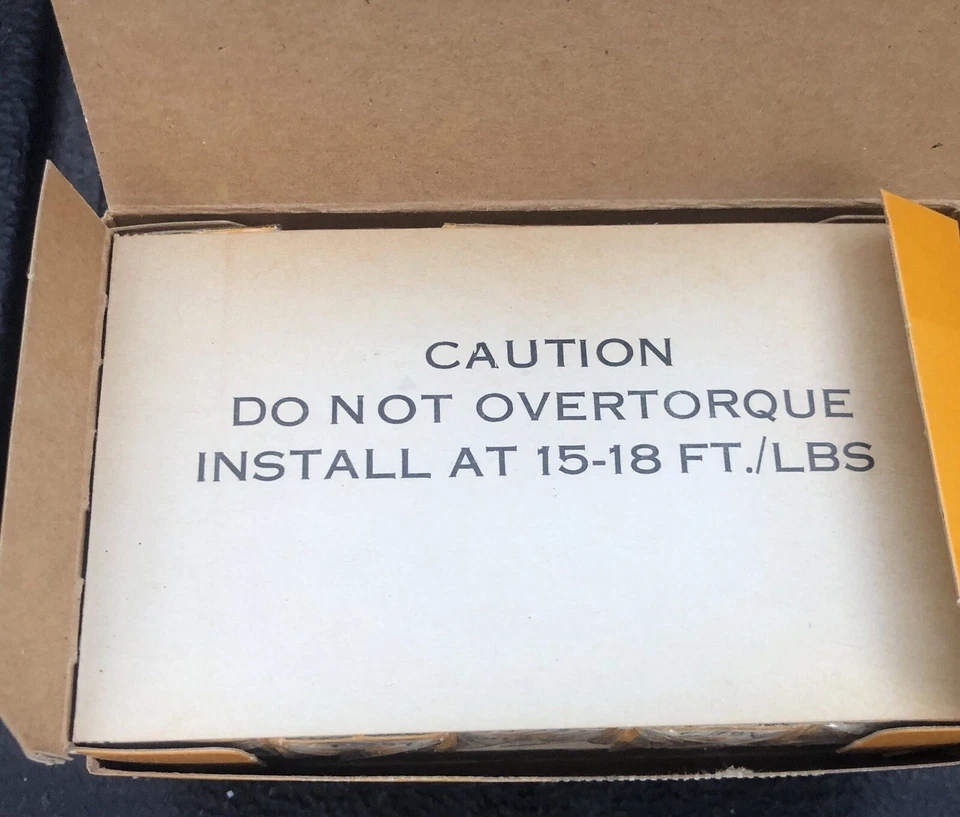 CAUTION
DO NOT OVERTORQUE
INSTALL AT 15-18 FT./LBS